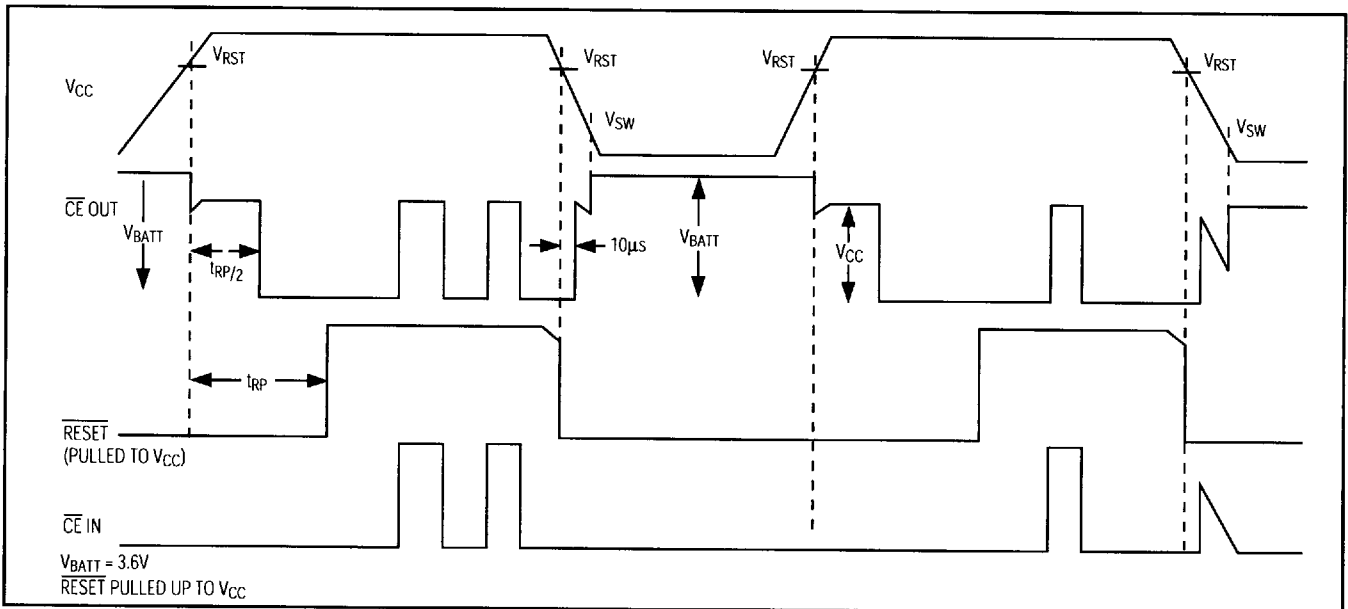 VRST
VRST
VRST
VRST
VCC
VSW
VSW
CE OUT
VBATT
tRP/2
10µs
VBATT
VCC
tRP
RESET
(PULLED TO VCC)
CE IN
VBATT = 3.6V
RESET PULLED UP TO VCC